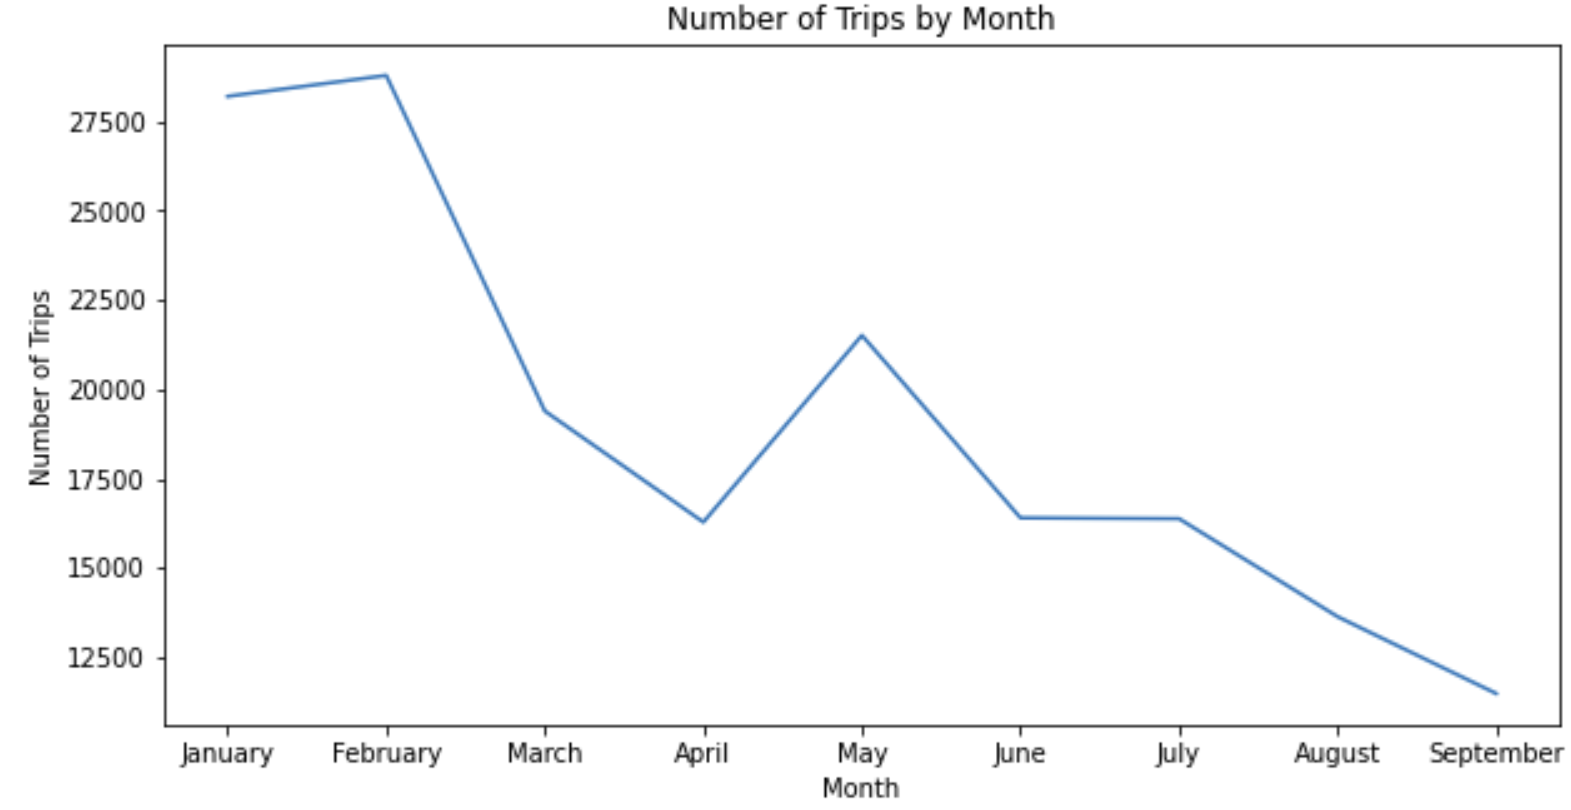 Number of Trips by Month
27500
25000
22500
20000
17500
15000
12500
Number of Trips
January February March April May June July August September
Month